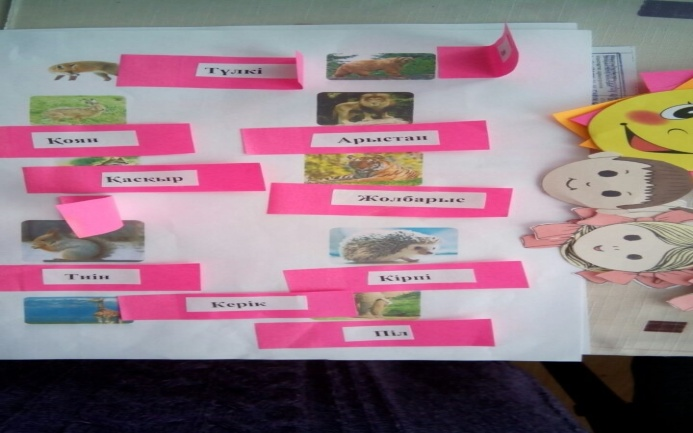 Түлкі
Қоян
Арыстан
Қасқыр
Жолбарыс
Тиін
Кірпі
Керік
Піл